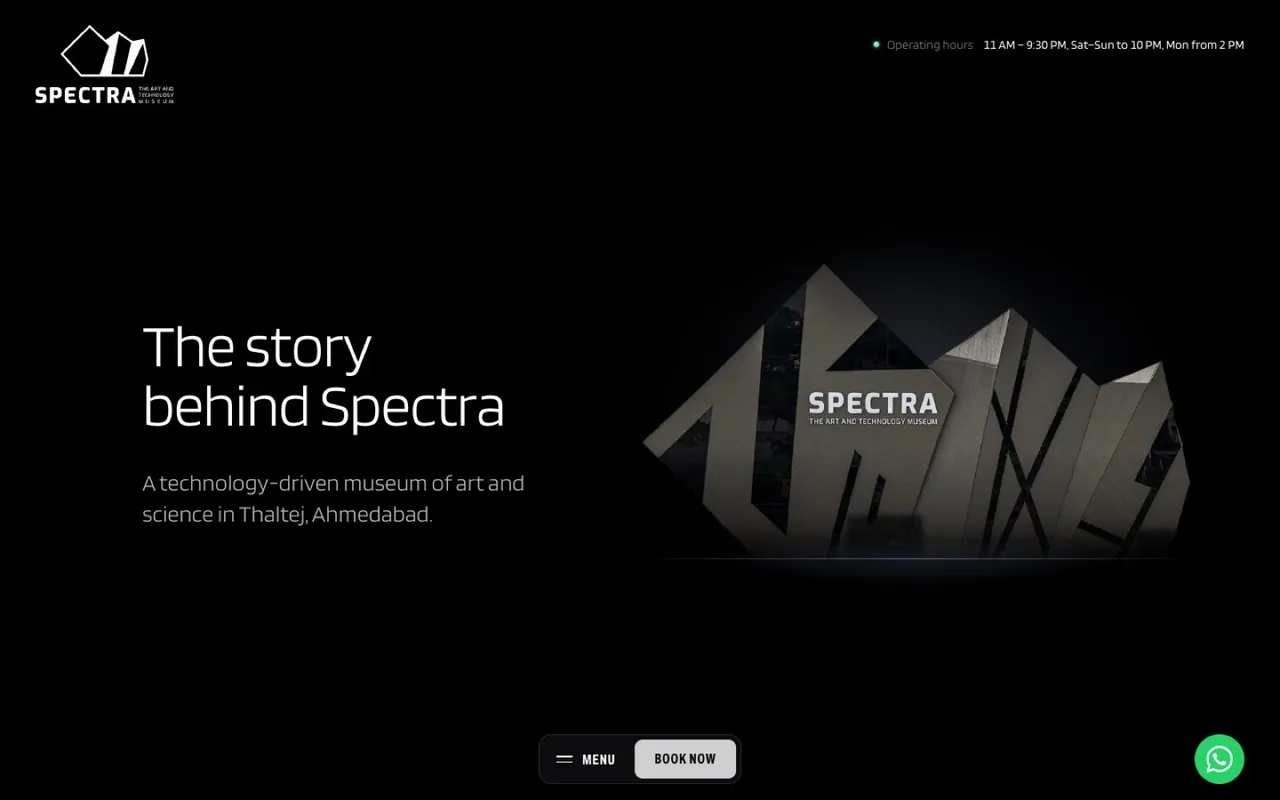 SPECTRA
THE ART AND
TECHNOLOGY
MUSEUM
Operating hours 11 AM – 9:30 PM, Sat–Sun to 10 PM, Mon from 2 PM
The story
behind Spectra
A technology-driven museum of art and
science in Thaltej, Ahmedabad.
SPECTRA
THE ART AND TECHNOLOGY MUSEUM
MENU
BOOK NOW